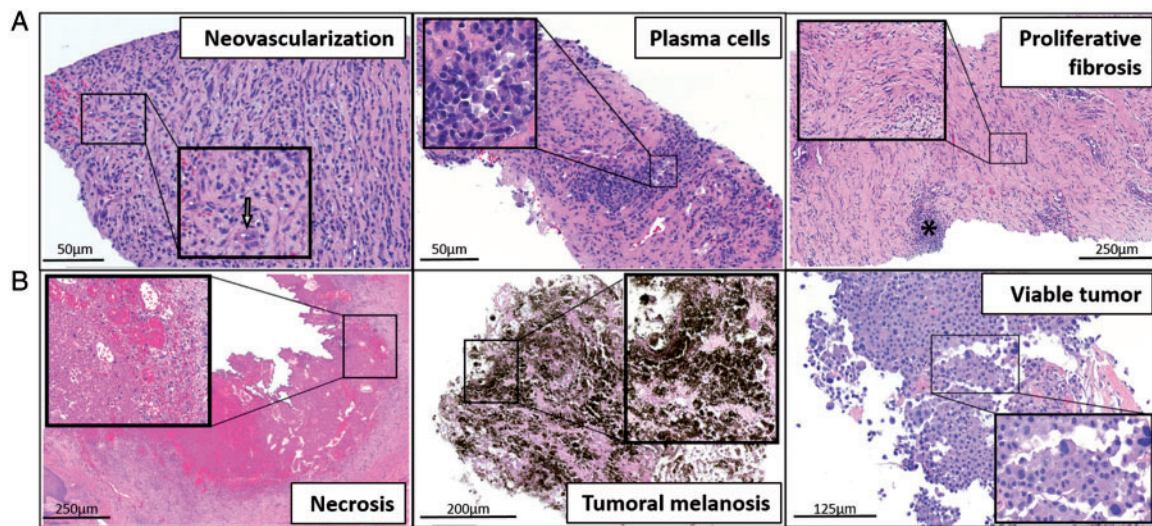 A
Neovascularization
50µm
Plasma cells
50µm
Proliferative
fibrosis
*
250µm
B
250µm
Necrosis
200µm
Tumoral melanosis
Viable tumor
125µm